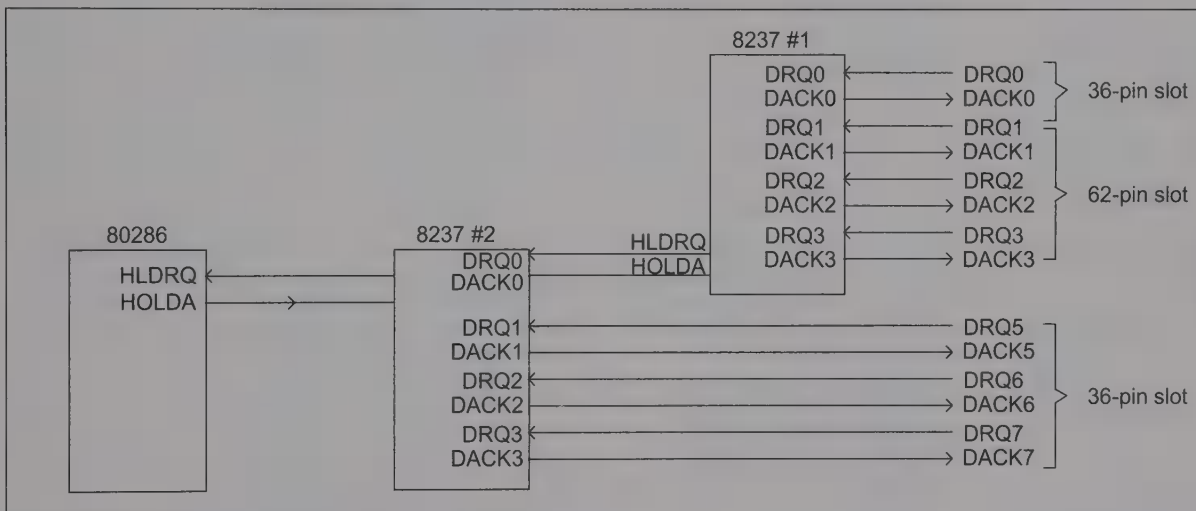 8237 #1
DRQ0 DRQ0
DACK0 DACK0
36-pin slot
DRQ1 DRQ1
DACK1 DACK1
DRQ2 DRQ2
DACK2 DACK2
62-pin slot
DRQ3 DRQ3
DACK3 DACK3
80286
HLDRQ
HOLDA
8237 #2
DRQ0
DACK0
HLDRQ
HOLDA
DRQ1 DRQ5
DACK1 DACK5
DRQ2 DRQ6
DACK2 DACK6
36-pin slot
DRQ3 DRQ7
DACK3 DACK7